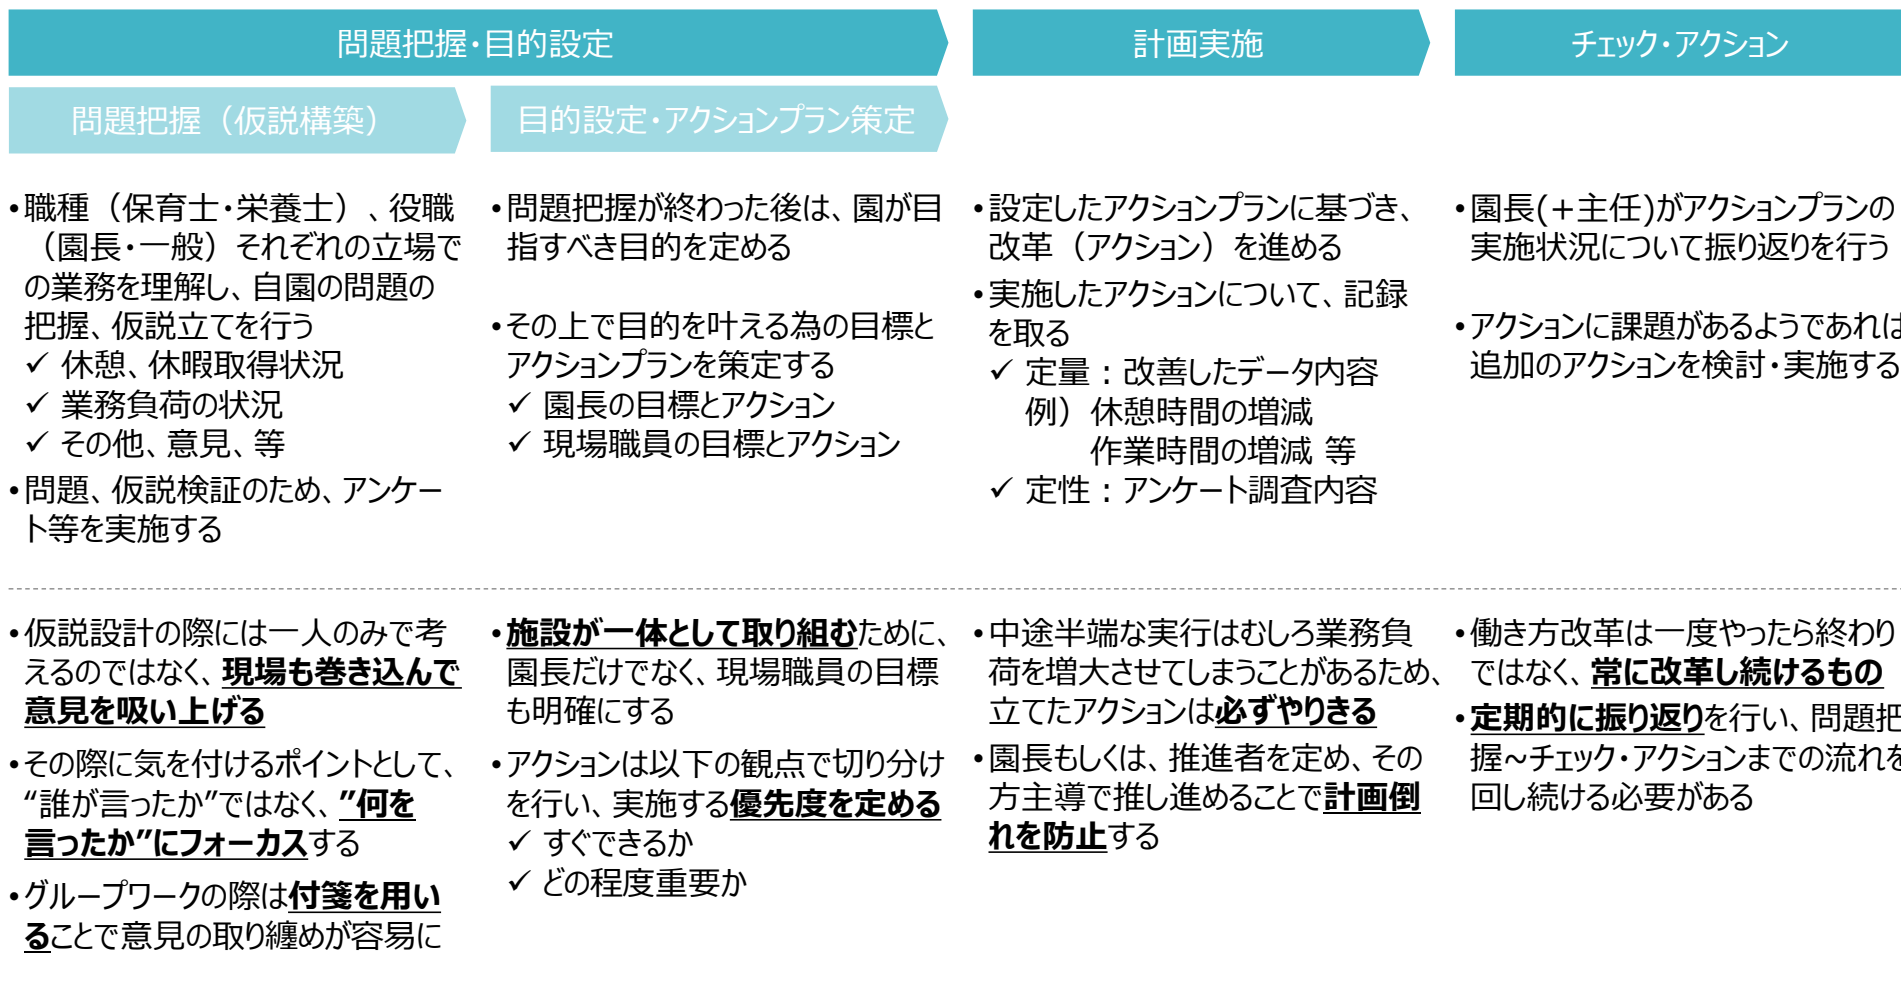 問題把握・目的設定
計画実施
チェック・アクション
問題把握（仮説構築）
目的設定・アクションプラン策定
•職種（保育士・栄養士）、役職
（園長・一般）それぞれの立場で
の業務を理解し、自園の問題の
把握、仮説立てを行う
✓ 休憩、休暇取得状況
✓ 業務負荷の状況
✓ その他、意見、等
•問題、仮説検証のため、アンケー
ト等を実施する
•問題把握が終わった後は、園が目
指すべき目的を定める
•その上で目的を叶える為の目標と
アクションプランを策定する
✓ 園長の目標とアクション
✓ 現場職員の目標とアクション
•設定したアクションプランに基づき、
改革（アクション）を進める
•実施したアクションについて、記録
を取る
✓ 定量：改善したデータ内容
例）休憩時間の増減
作業時間の増減 等
✓ 定性：アンケート調査内容
•園長(＋主任)がアクションプランの
実施状況について振り返りを行う
•アクションに課題があるようであれば
追加のアクションを検討・実施する
•仮説設計の際には一人のみで考
えるのではなく、現場も巻き込んで
意見を吸い上げる
•その際に気を付けるポイントとして、
“誰が言ったか”ではなく、”何を
言ったか”にフォーカスする
•グループワークの際は付箋を用い
ることで意見の取り纏めが容易に
•施設が一体として取り組むために、
園長だけでなく、現場職員の目標
も明確にする
•アクションは以下の観点で切り分け
を行い、実施する優先度を定める
✓ すぐできるか
✓ どの程度重要か
•中途半端な実行はむしろ業務負
荷を増大させてしまうことがあるため、
立てたアクションは必ずやりきる
•園長もしくは、推進者を定め、その
方主導で推し進めることで計画倒
れを防止する
•働き方改革は一度やったら終わり
ではなく、常に改革し続けるもの
•定期的に振り返りを行い、問題把
握～チェック・アクションまでの流れを
回し続ける必要がある